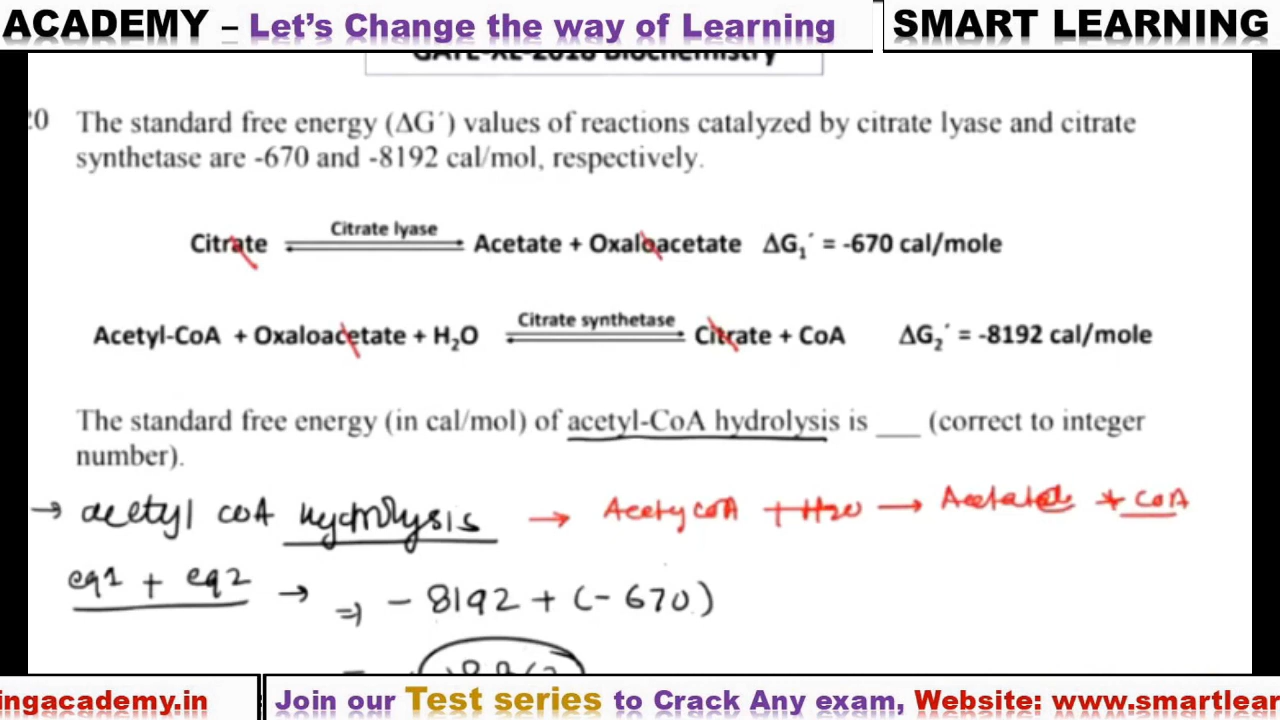 ACADEMY – Let's Change the way of Learning
SMART LEARNING
GATE-XL-2018 Biochemistry
20 The standard free energy (ΔG´) values of reactions catalyzed by citrate lyase and citrate
synthetase are -670 and -8192 cal/mol, respectively.
Citrate lyase
Citrate ⇌ Acetate + Oxaloacetate ΔG₁´ = -670 cal/mole
Citrate synthetase
Acetyl-CoA + Oxaloacetate + H₂O ⇌ Citrate + CoA ΔG₂´ = -8192 cal/mole
The standard free energy (in cal/mol) of acetyl-CoA hydrolysis is ___ (correct to integer
number).
→ acetyl coA hydrolysis → AcetycoA + H₂O → Acetate + CoA
eq1 + eq2 → ⇒ - 8192 + (- 670)
ingacademy.in
Join our Test series to Crack Any exam, Website: www.smartlear